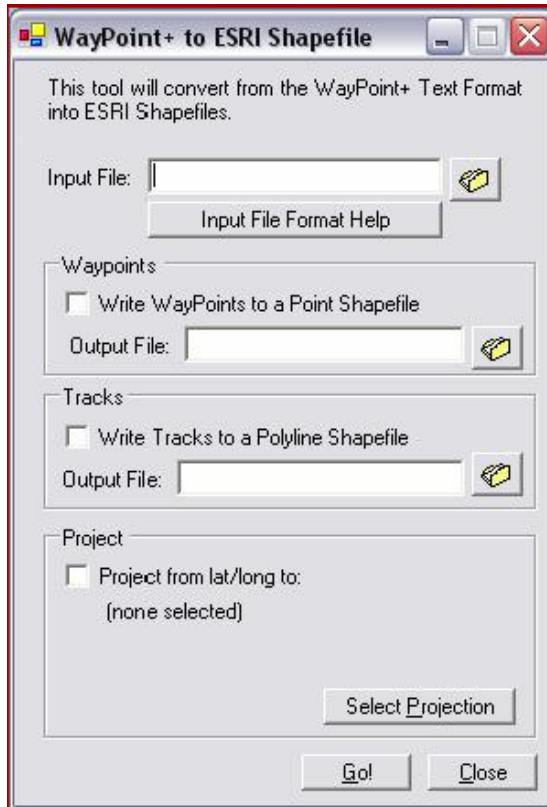 WayPoint+ to ESRI Shapefile
This tool will convert from the WayPoint+ Text Format
into ESRI Shapefiles.
Input File:
Input File Format Help
Waypoints
Write WayPoints to a Point Shapefile
Output File:
Tracks
Write Tracks to a Polyline Shapefile
Output File:
Project
Project from lat/long to:
(none selected)
Select Projection
Go! Close